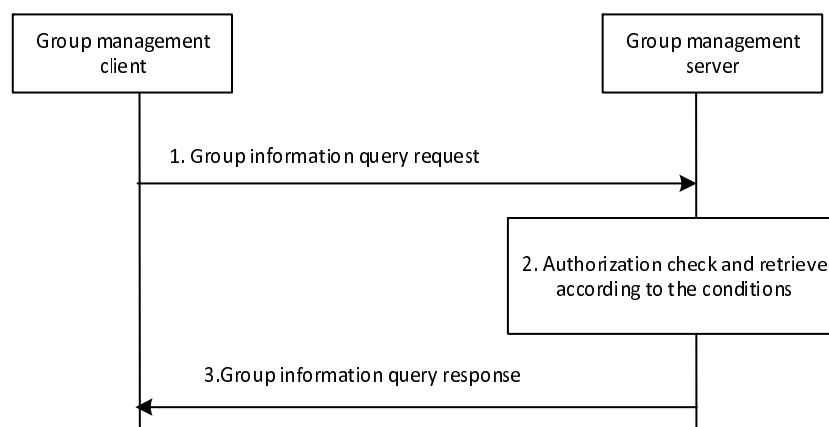 Group management
client
Group management
server
1. Group information query request
2. Authorization check and retrieve
according to the conditions
3.Group information query response